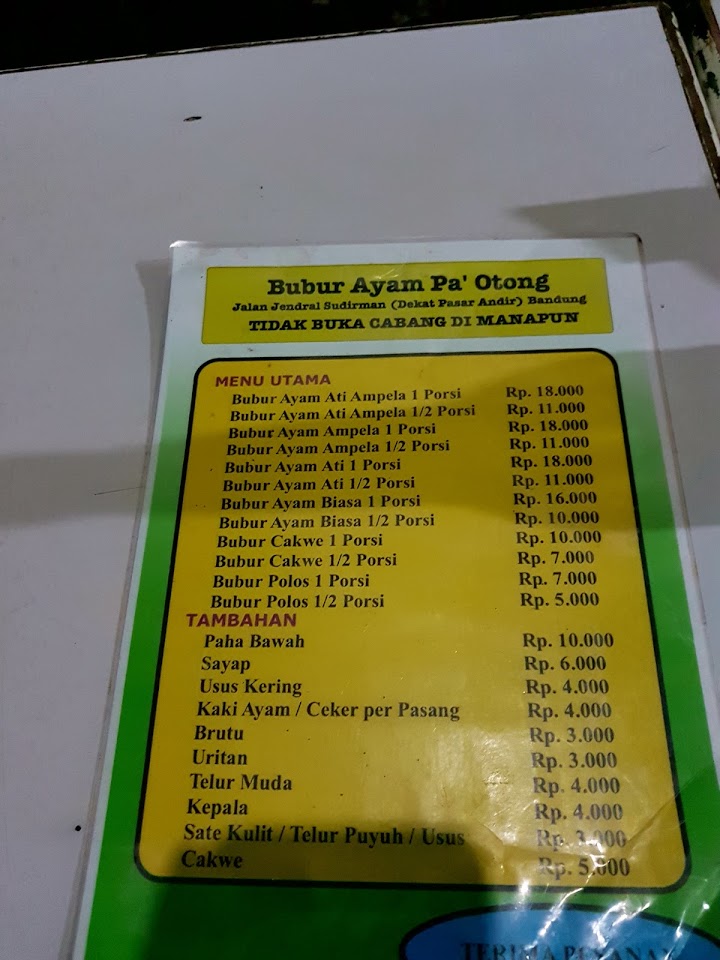 Bubur Ayam Pa' Otong
Jalan Jendral Sudirman (Dekat Pasar Andir) Bandung
TIDAK BUKA CABANG DI MANAPUN
MENU UTAMA
Bubur Ayam Ati Ampela 1 Porsi Rp. 18.000
Bubur Ayam Ati Ampela 1/2 Porsi Rp. 11.000
Bubur Ayam Ampela 1 Porsi Rp. 18.000
Bubur Ayam Ampela 1/2 Porsi Rp. 11.000
Bubur Ayam Ati 1 Porsi Rp. 18.000
Bubur Ayam Ati 1/2 Porsi Rp. 11.000
Bubur Ayam Biasa 1 Porsi Rp. 16.000
Bubur Ayam Biasa 1/2 Porsi Rp. 10.000
Bubur Cakwe 1 Porsi Rp. 10.000
Bubur Cakwe 1/2 Porsi Rp. 7.000
Bubur Polos 1 Porsi Rp. 7.000
Bubur Polos 1/2 Porsi Rp. 5.000
TAMBAHAN
Paha Bawah Rp. 10.000
Sayap Rp. 6.000
Usus Kering Rp. 4.000
Kaki Ayam / Ceker per Pasang Rp. 4.000
Brutu Rp. 3.000
Uritan Rp. 3.000
Telur Muda Rp. 4.000
Kepala Rp. 4.000
Sate Kulit / Telur Puyuh / Usus Rp. 3.000
Cakwe Rp. 5.000
TERIMA PESANAN